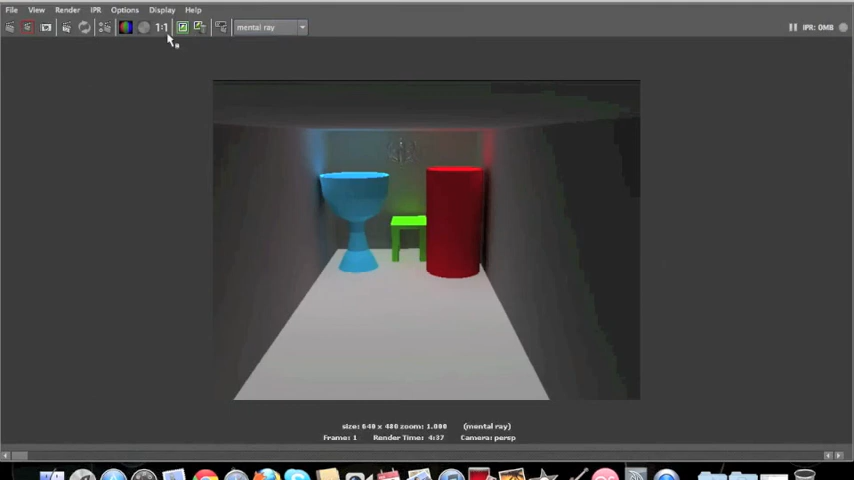 File View Render IPR Options Display Help
1:1 mental ray IPR: 0MB
size: 640 x 480 zoom: 1.000 (mental ray)
Frame: 1 Render Time: 4:37 Camera: persp